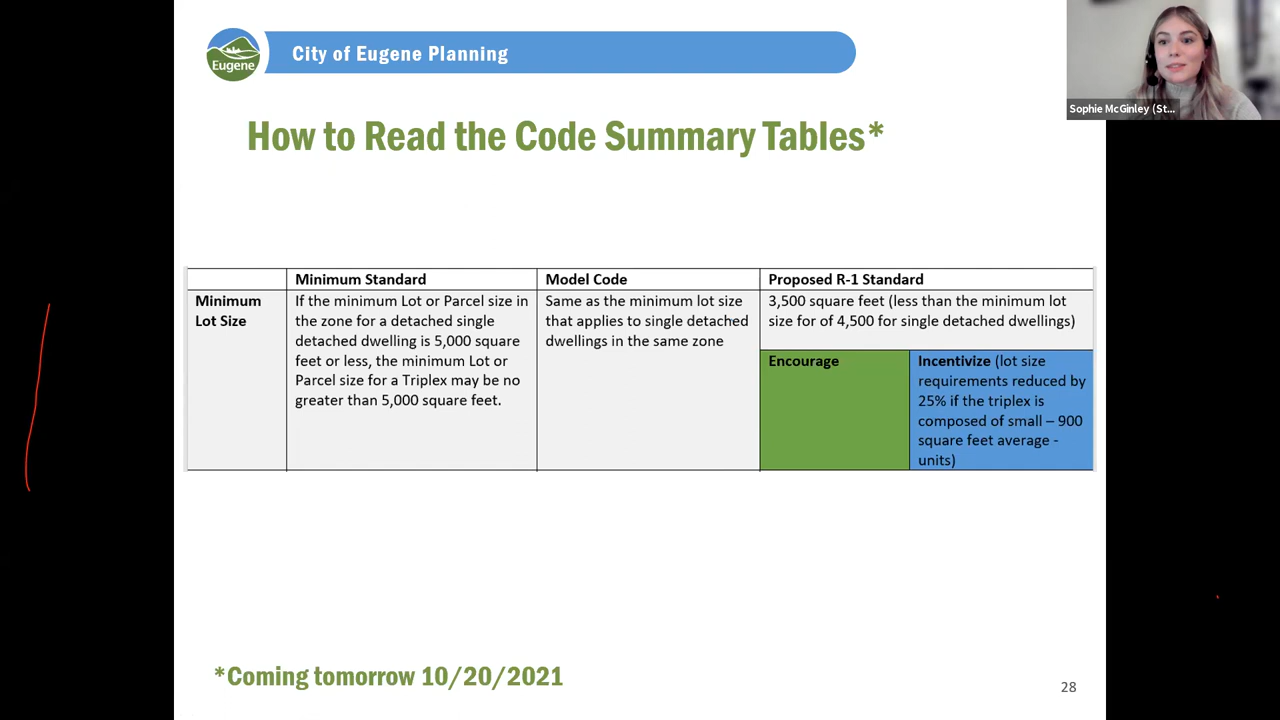 City of Eugene Planning
Eugene
Sophie McGinley (St...
How to Read the Code Summary Tables*
Minimum Standard
Model Code
Proposed R-1 Standard
Minimum
Lot Size
If the minimum Lot or Parcel size in
the zone for a detached single
detached dwelling is 5,000 square
feet or less, the minimum Lot or
Parcel size for a Triplex may be no
greater than 5,000 square feet.
Same as the minimum lot size
that applies to single detached
dwellings in the same zone
3,500 square feet (less than the minimum lot
size for of 4,500 for single detached dwellings)
Encourage
Incentivize (lot size
requirements reduced by
25% if the triplex is
composed of small – 900
square feet average -
units)
*Coming tomorrow 10/20/2021
28